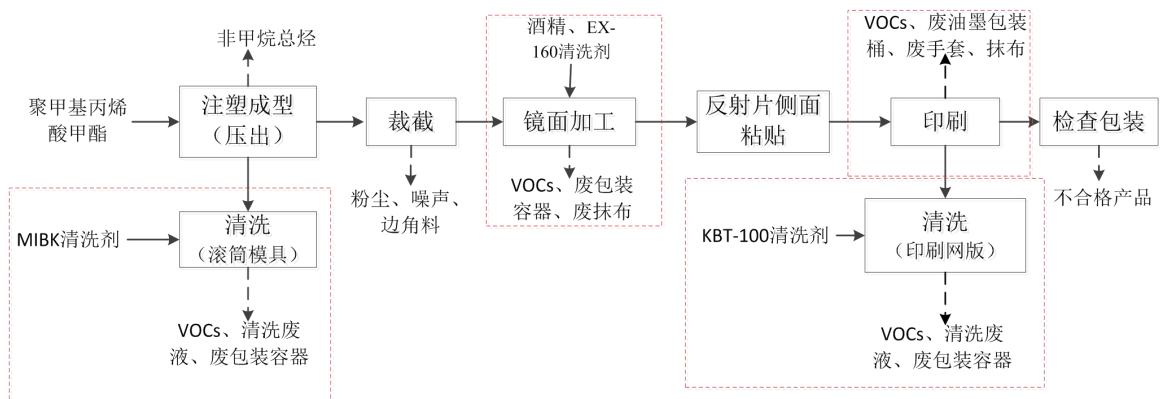 非甲烷总烃
聚甲基丙烯
酸甲酯
注塑成型
（压出）
裁截
粉尘、噪声、
边角料
酒精、EX-
160清洗剂
镜面加工
VOCs、废包装
容器、废抹布
反射片侧面
粘贴
VOCs、废油墨包装
桶、废手套、抹布
印刷
检查包装
不合格产品
MIBK清洗剂
清洗
（滚筒模具）
VOCs、清洗废
液、废包装容器
KBT-100清洗剂
清洗
（印刷网版）
VOCs、清洗废
液、废包装容器